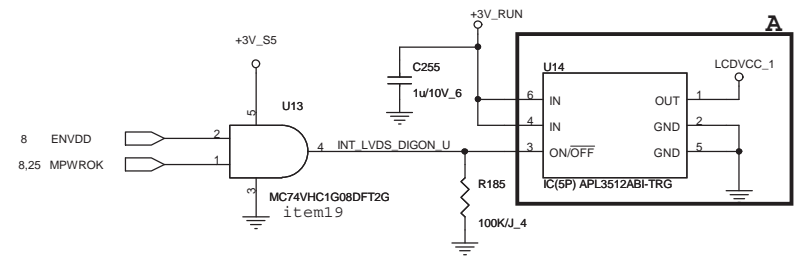 +3V_RUN
A
+3V_S5
C255
1u/10V_6
U14
LCDVCC_1
U13
5
6 IN OUT 1
4 IN GND 2
3 ON/OFF GND 5
8 ENVDD 2
8,25 MPWROK 1
4 INT_LVDS_DIGON_U
3
IC(5P) APL3512ABI-TRG
R185
MC74VHC1G08DFT2G
item19
100K/J_4